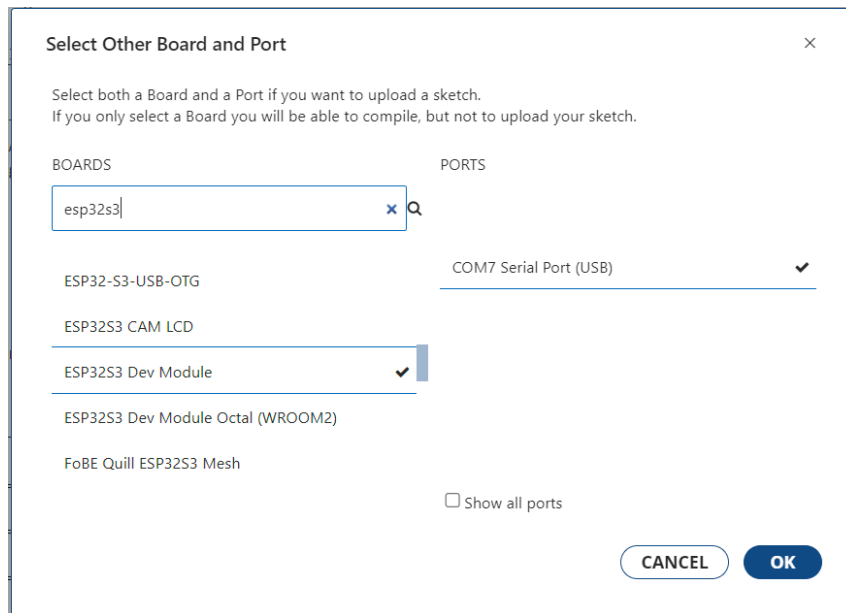 Select Other Board and Port
Select both a Board and a Port if you want to upload a sketch.
If you only select a Board you will be able to compile, but not to upload your sketch.
BOARDS
esp32s3
ESP32-S3-USB-OTG
ESP32S3 CAM LCD
ESP32S3 Dev Module
ESP32S3 Dev Module Octal (WROOM2)
FoBE Quill ESP32S3 Mesh
PORTS
COM7 Serial Port (USB)
Show all ports
CANCEL
OK